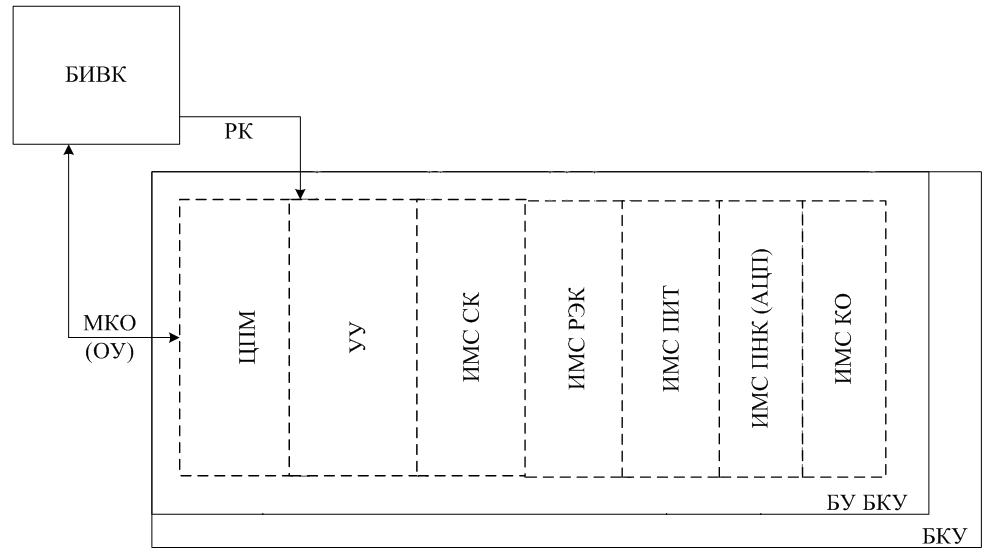 БИВК
РК
МКО
(ОУ)
ЦПМ
УУ
ИМС СК
ИМС РЭК
ИМС ПИТ
ИМС ПНК (АЦП)
ИМС КО
БУ БКУ
БКУ